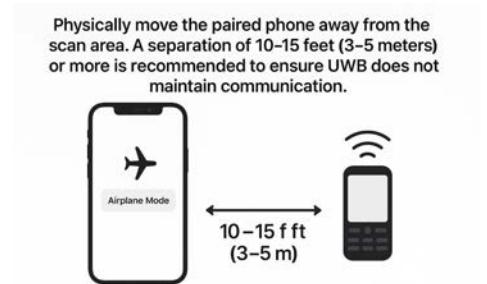 Physically move the paired phone away from the
scan area. A separation of 10–15 feet (3–5 meters)
or more is recommended to ensure UWB does not
maintain communication.
Airplane Mode
10–15 f ft
(3–5 m)